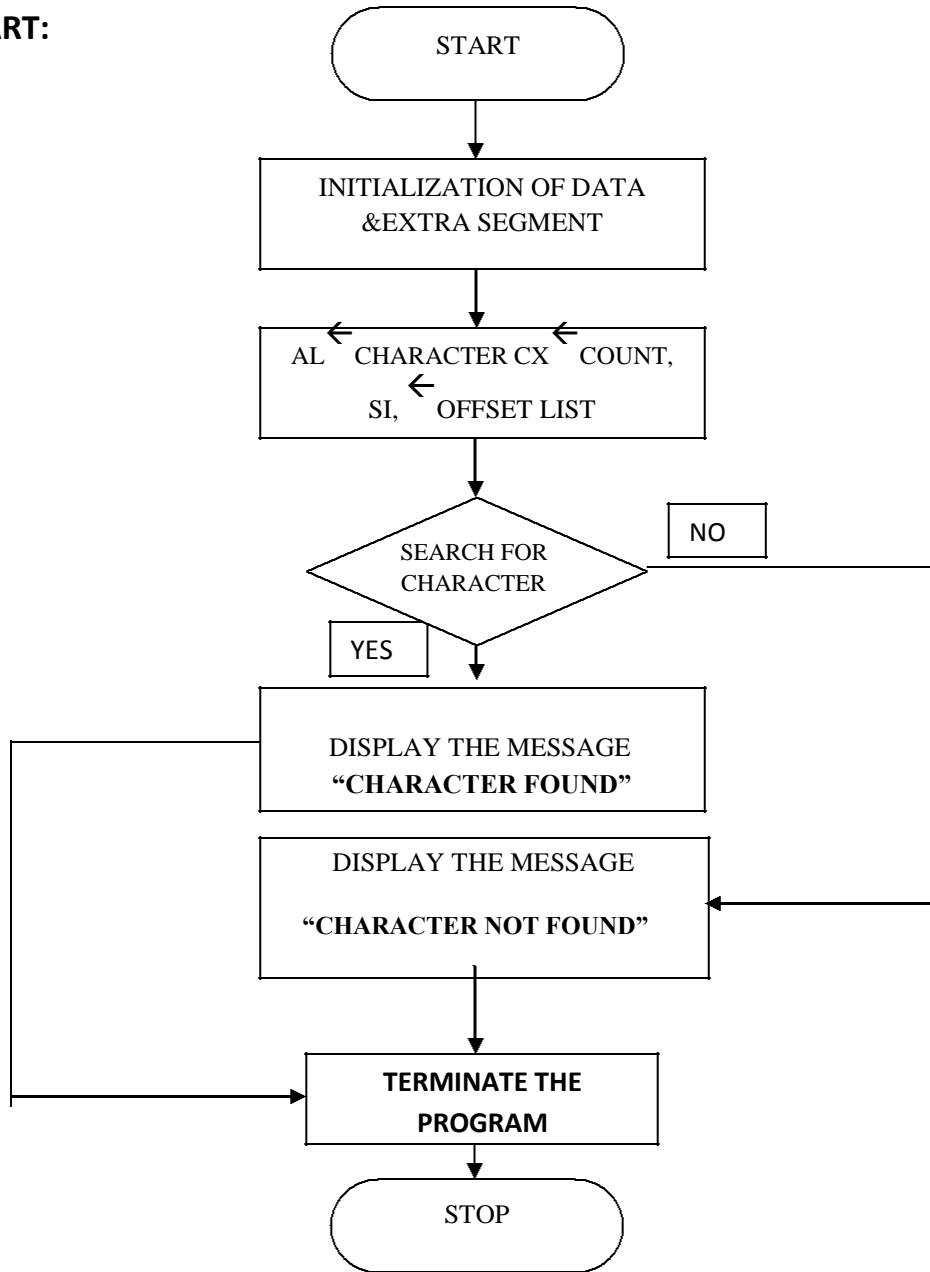 ART:
START
INITIALIZATION OF DATA
&EXTRA SEGMENT
AL ← CHARACTER CX ← COUNT,
SI, ← OFFSET LIST
SEARCH FOR
CHARACTER
NO
YES
DISPLAY THE MESSAGE
“CHARACTER FOUND”
DISPLAY THE MESSAGE
“CHARACTER NOT FOUND”
TERMINATE THE
PROGRAM
STOP